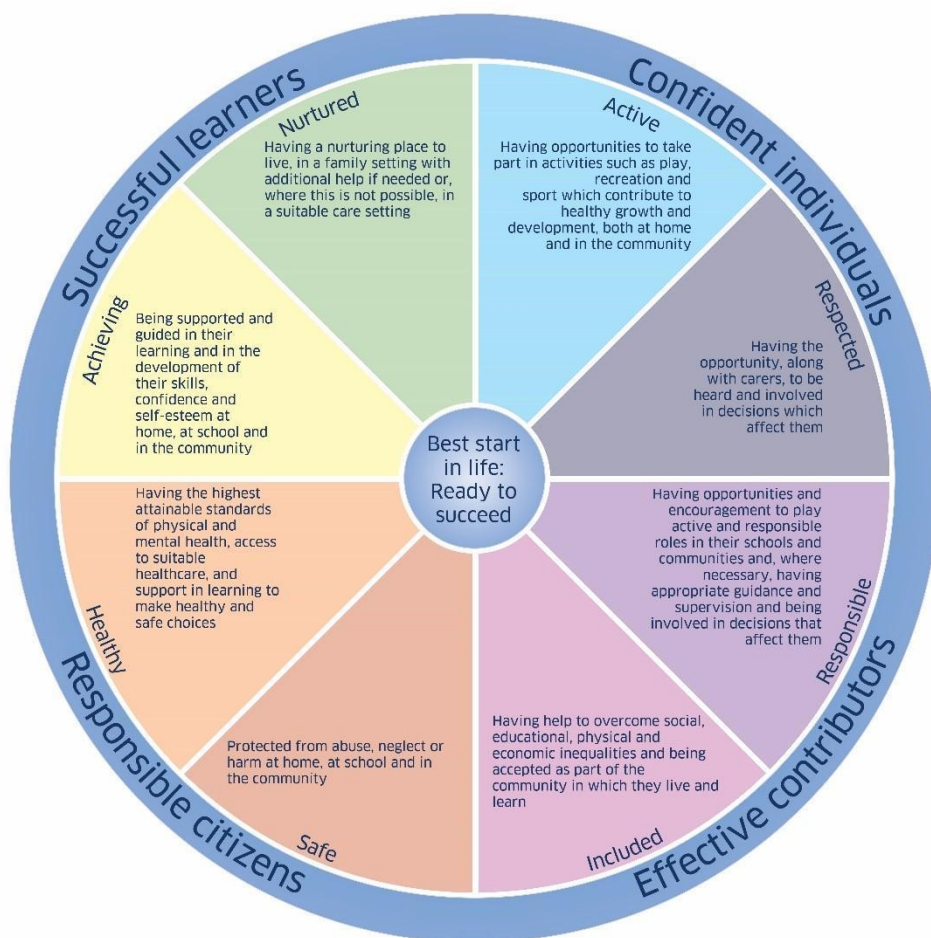 Successful learners
Confident individuals
Nurtured
Having a nurturing place to
live, in a family setting with
additional help if needed or,
where this is not possible, in
a suitable care setting
Active
Having opportunities to take
part in activities such as play,
recreation and
sport which contribute to
healthy growth and
development, both at home
and in the community
Achieving
Being supported and
guided in their
learning and in the
development of
their skills,
confidence and
self-esteem at
home, at school and
in the community
Respected
Having the
opportunity, along
with carers, to be
heard and involved
in decisions which
affect them
Best start
in life:
Ready to
succeed
Healthy
Having the highest
attainable standards
of physical and
mental health, access
to suitable
healthcare, and
support in learning to
make healthy and
safe choices
Responsible
Having opportunities and
encouragement to play
active and responsible
roles in their schools and
communities and, where
necessary, having
appropriate guidance and
supervision and being
involved in decisions that
affect them
Protected from abuse, neglect or
harm at home, at school and in
the community
Safe
Having help to overcome social,
educational, physical and
economic inequalities and being
accepted as part of the
community in which they live and
learn
Included
Responsible citizens
Effective contributors